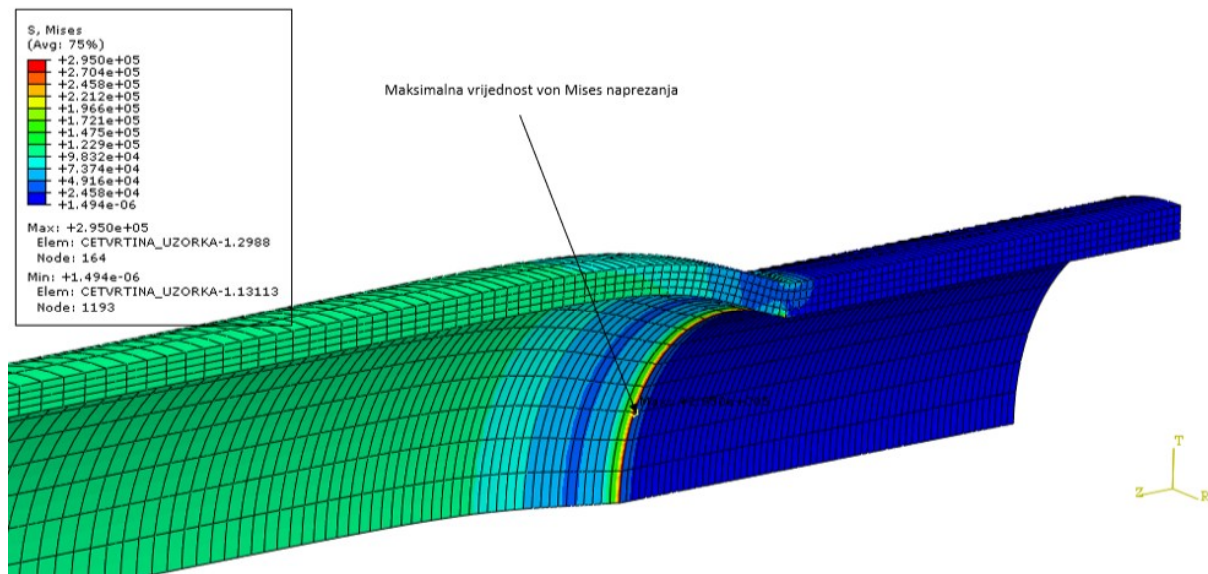 S, Mises
(Avg: 75%)
+2.950e+05
+2.704e+05
+2.458e+05
+2.212e+05
+1.966e+05
+1.721e+05
+1.475e+05
+1.229e+05
+9.832e+04
+7.374e+04
+4.916e+04
+2.458e+04
+1.494e-06
Max: +2.950e+05
Elem: CETVRTINA_UZORKA-1.2988
Node: 164
Min: +1.494e-06
Elem: CETVRTINA_UZORKA-1.13113
Node: 1193
Maksimalna vrijednost von Mises naprezanja
T
Z
R